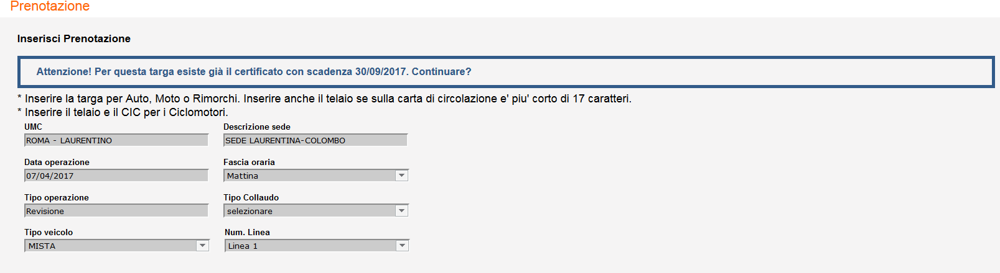 Prenotazione
Inserisci Prenotazione
Attenzione! Per questa targa esiste già il certificato con scadenza 30/09/2017. Continuare?
* Inserire la targa per Auto, Moto o Rimorchi. Inserire anche il telaio se sulla carta di circolazione e' piu' corto di 17 caratteri.
* Inserire il telaio e il CIC per i Ciclomotori.
UMC Descrizione sede
ROMA - LAURENTINO SEDE LAURENTINA-COLOMBO
Data operazione Fascia oraria
07/04/2017 Mattina
Tipo operazione Tipo Collaudo
Revisione selezionare
Tipo veicolo Num. Linea
MISTA Linea 1